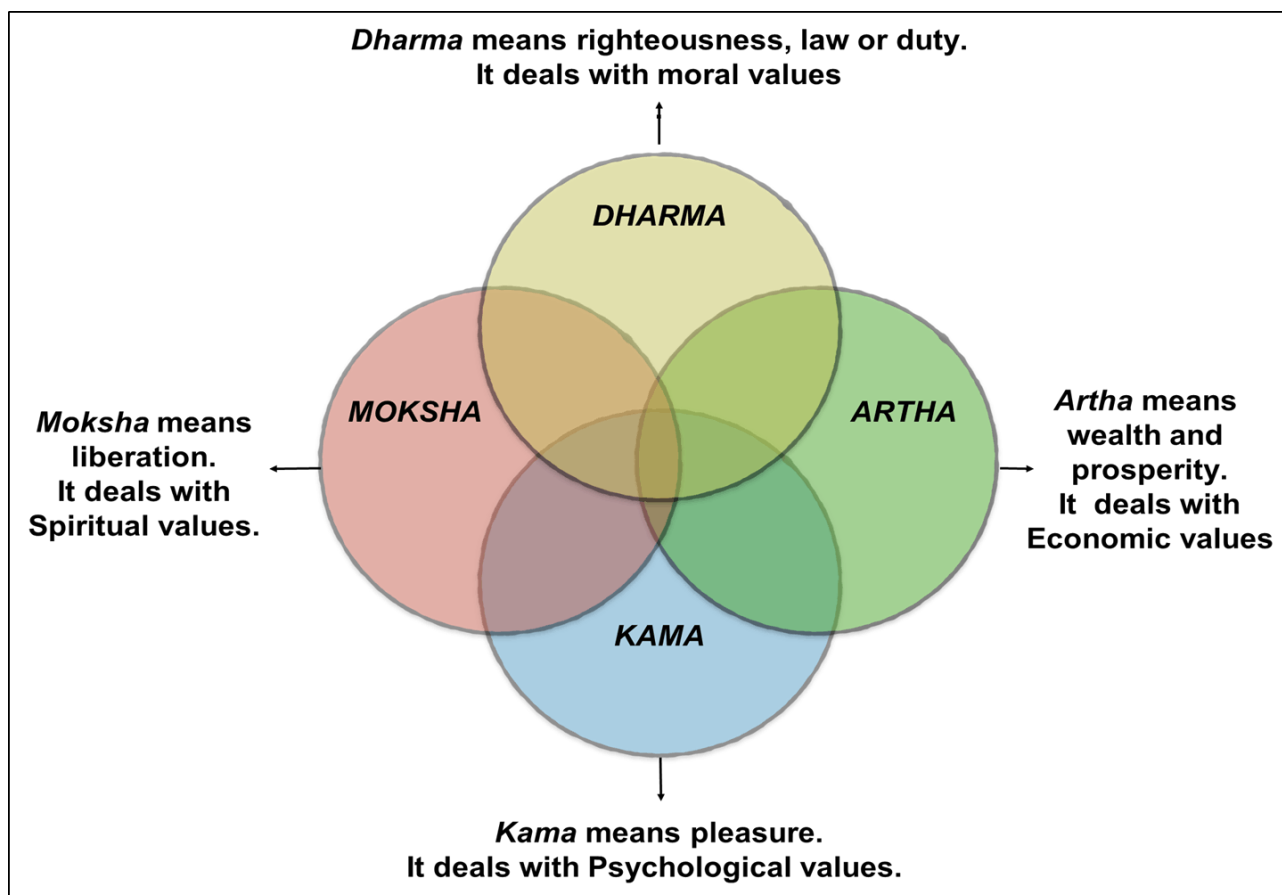 Dharma means righteousness, law or duty.
It deals with moral values
DHARMA
MOKSHA
ARTHA
Moksha means
liberation.
It deals with
Spiritual values.
Artha means
wealth and
prosperity.
It deals with
Economic values
KAMA
Kama means pleasure.
It deals with Psychological values.